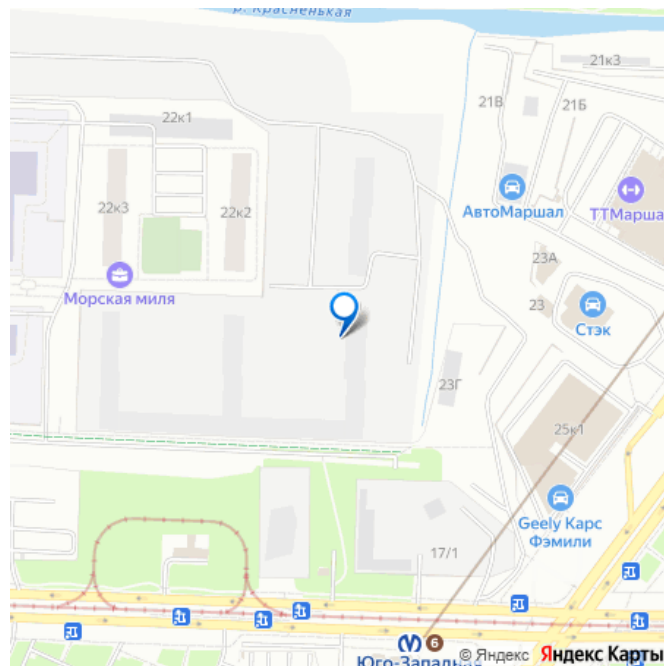 р. Красненькая
21к3
21В
21Б
22к1
АвтоМаршал
ТТМарша
22к3
22к2
23А
Морская миля
23
Стэк
23Г
25к1
Geely Карс
Фэмили
17/1
6
Юго-Западная
© Яндекс Яндекс Карты